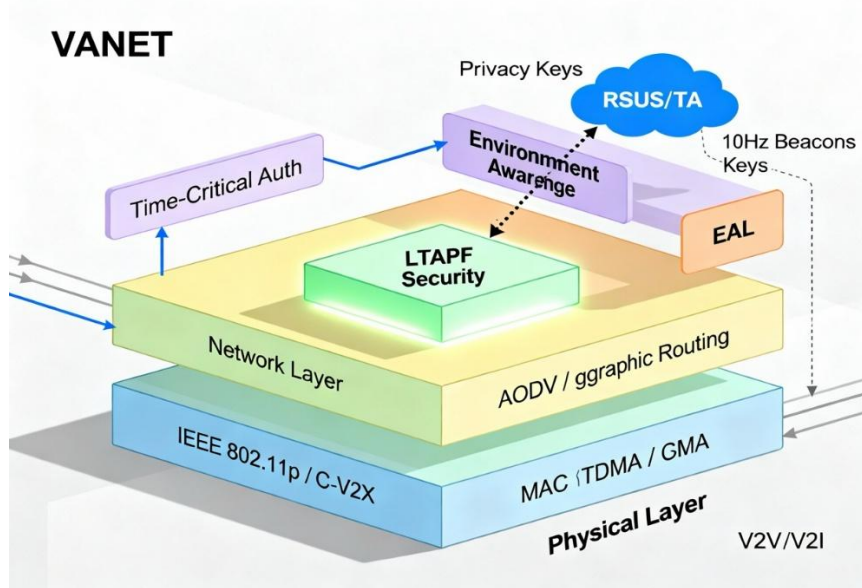 VANET
Privacy Keys
RSUS/TA
10Hz Beacons
Keys
Environment
Awarenge
Time-Critical Auth
EAL
LTAPF
Security
Network Layer
AODV / ggraphic Routing
IEEE 802.11p / C-V2X
MAC (TDMA / GMA
Physical Layer
V2V/V2I